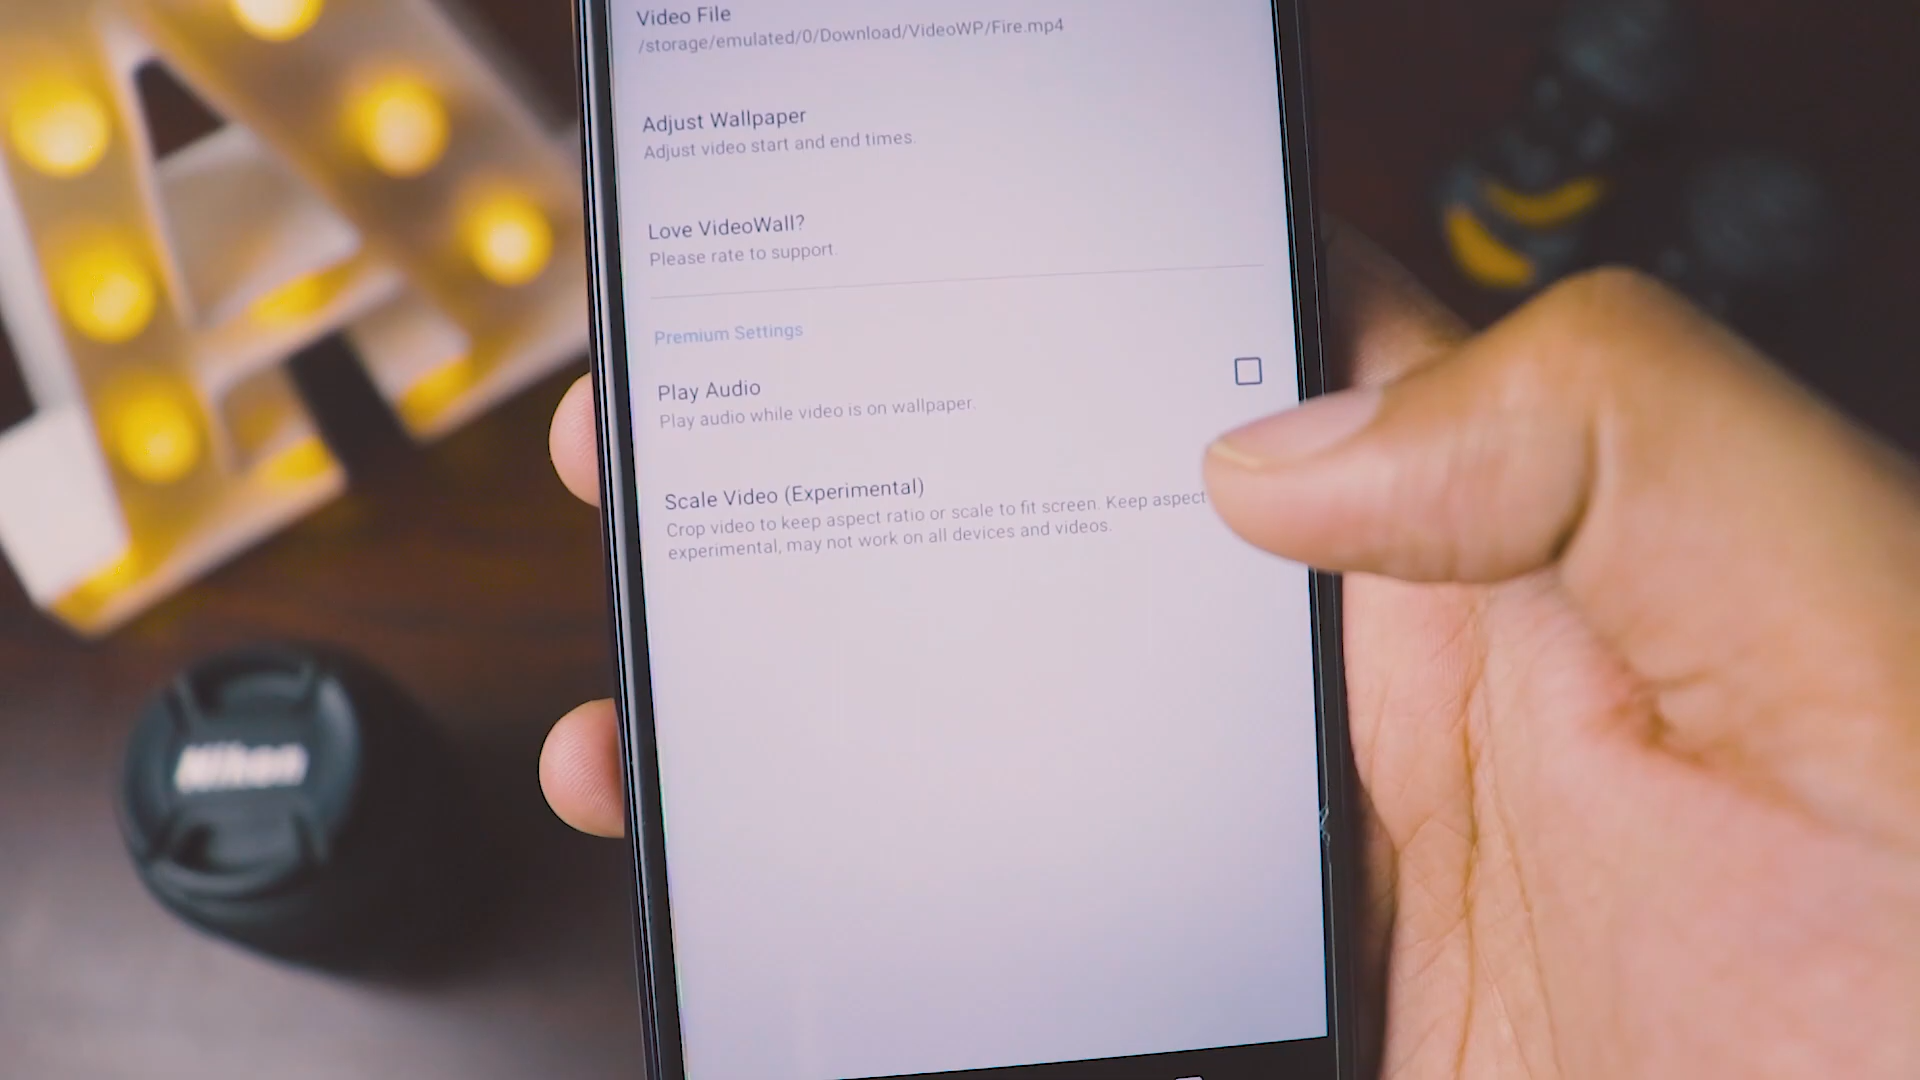 Video File
/storage/emulated/0/Download/VideoWP/Fire.mp4
Adjust Wallpaper
Adjust video start and end times.
Love VideoWall?
Please rate to support.
Premium Settings
Play Audio
Play audio while video is on wallpaper.
Scale Video (Experimental)
Crop video to keep aspect ratio or scale to fit screen. Keep aspect
experimental, may not work on all devices and videos.
Nikon